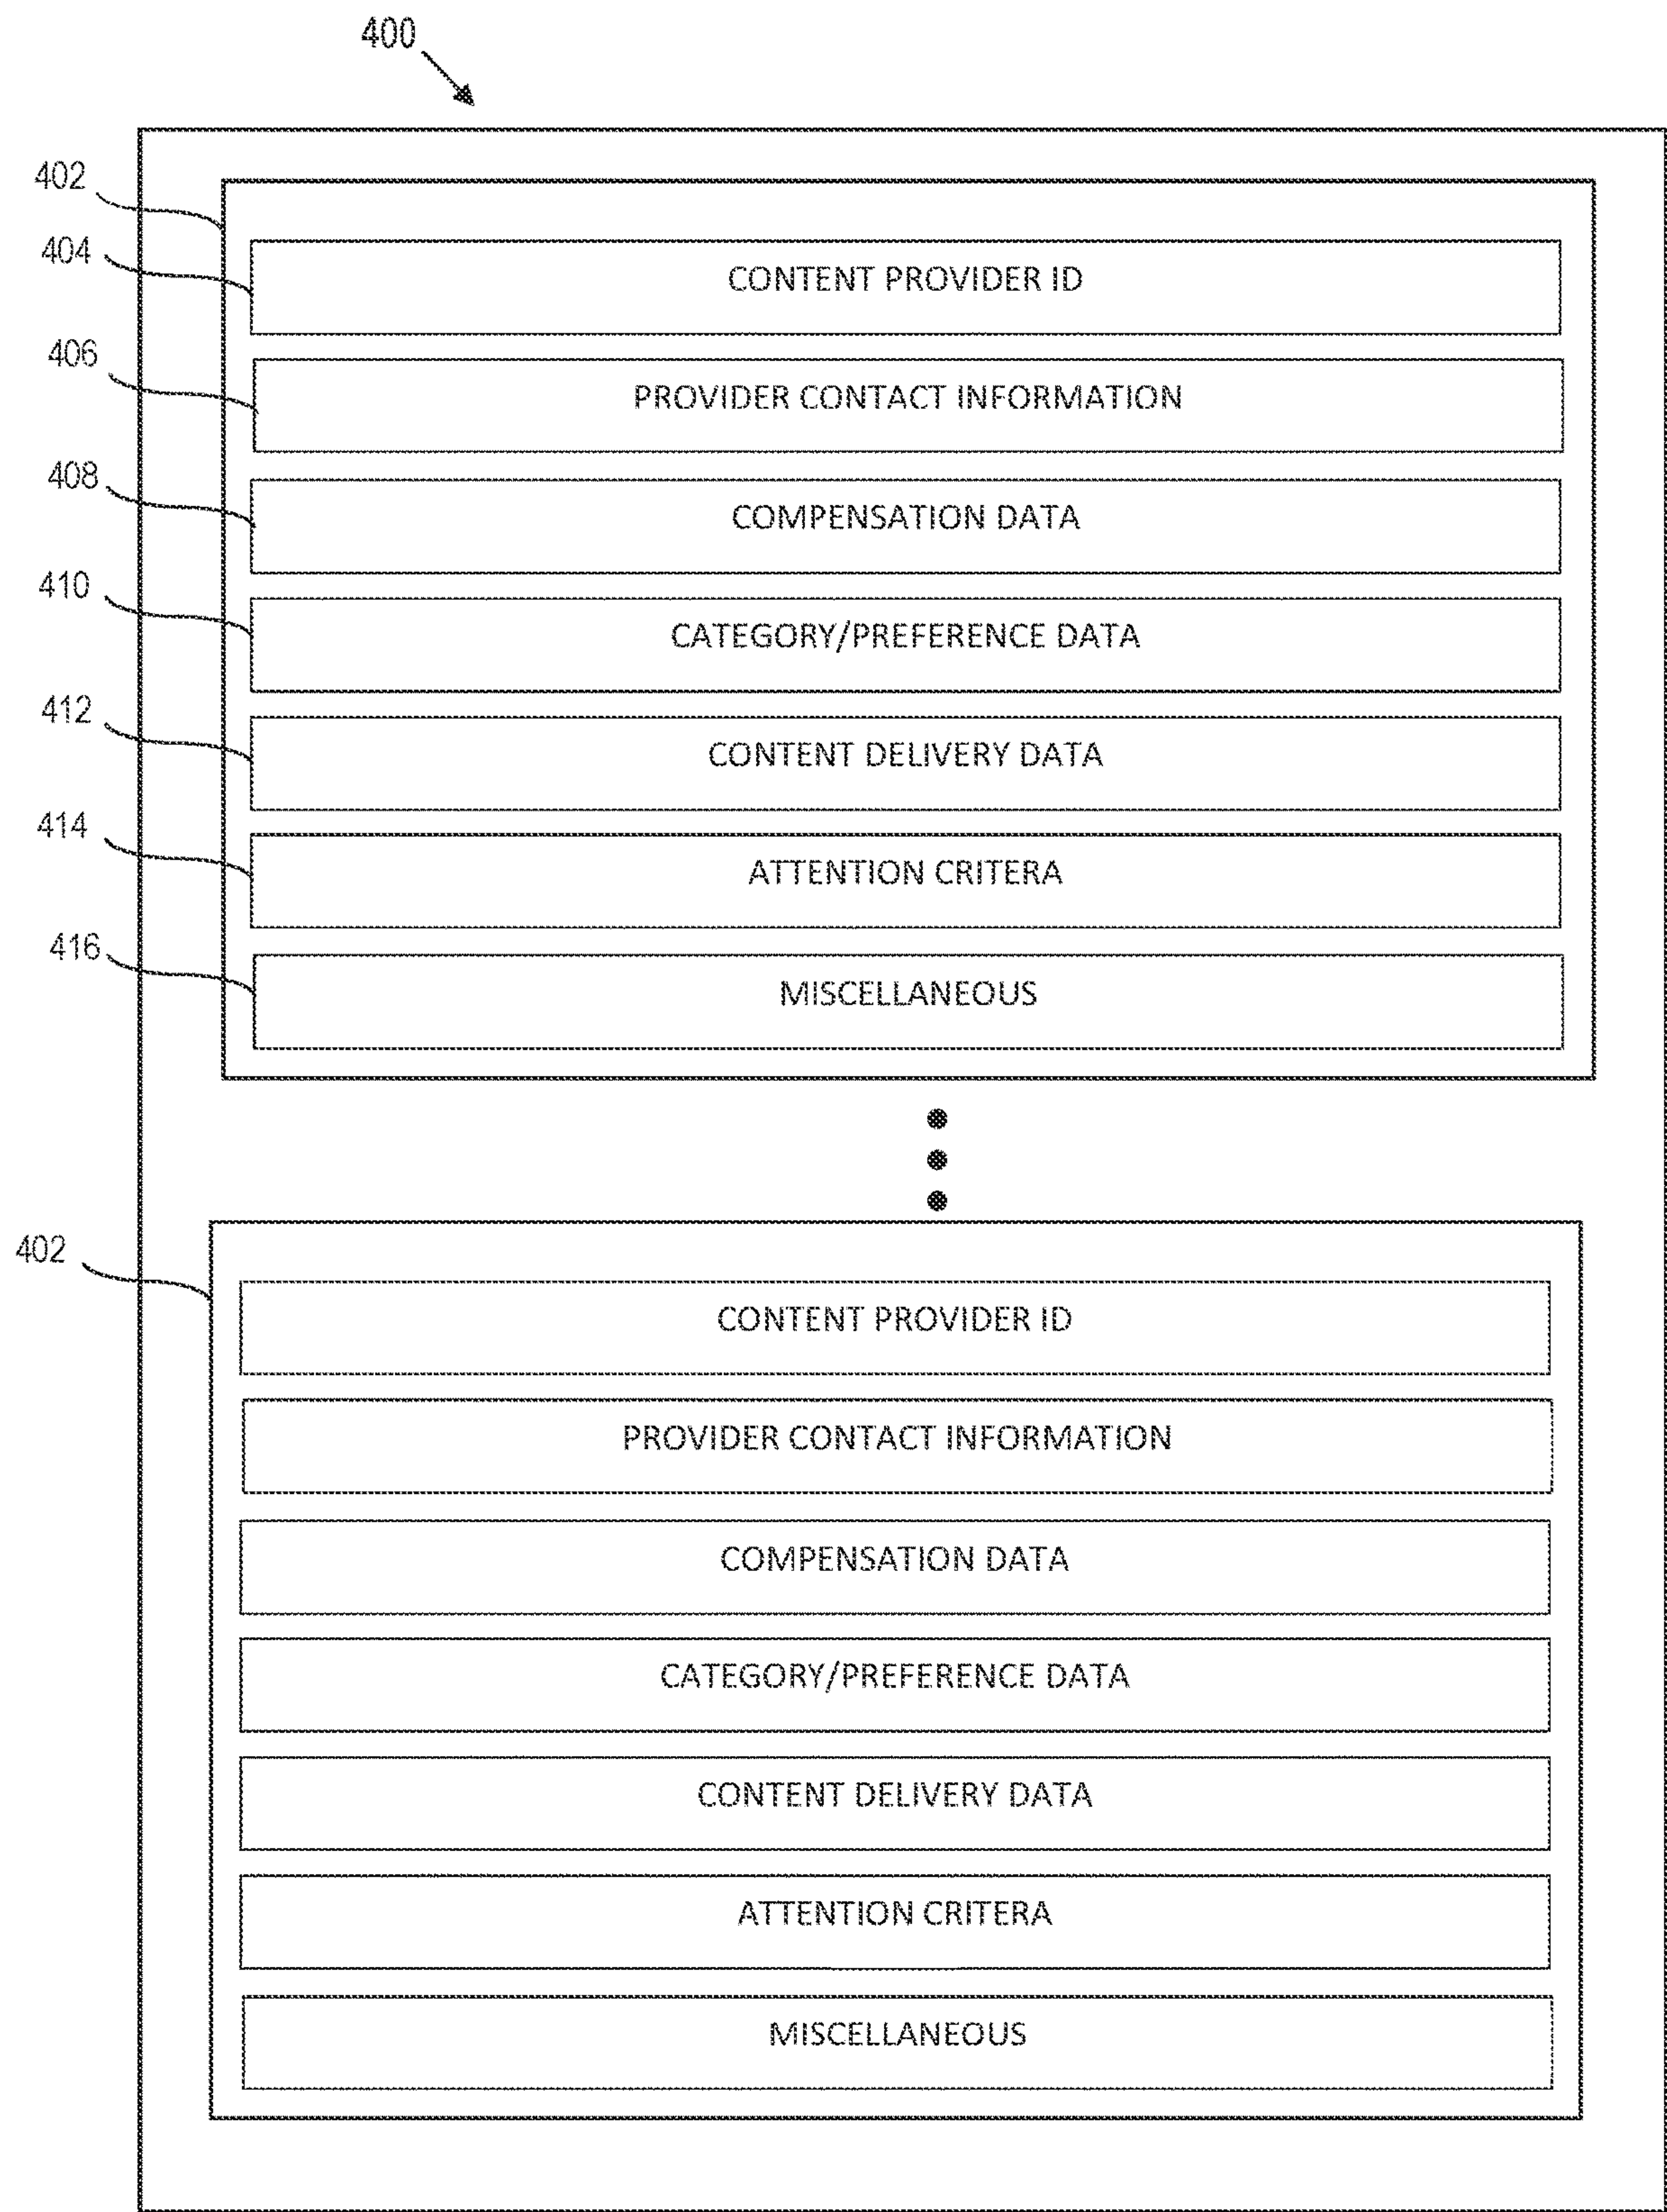 400
402
404
CONTENT PROVIDER ID
406
PROVIDER CONTACT INFORMATION
408
COMPENSATION DATA
410
CATEGORY/PREFERENCE DATA
412
CONTENT DELIVERY DATA
414
ATTENTION CRITERA
416
MISCELLANEOUS
402
CONTENT PROVIDER ID
PROVIDER CONTACT INFORMATION
COMPENSATION DATA
CATEGORY/PREFERENCE DATA
CONTENT DELIVERY DATA
ATTENTION CRITERA
MISCELLANEOUS